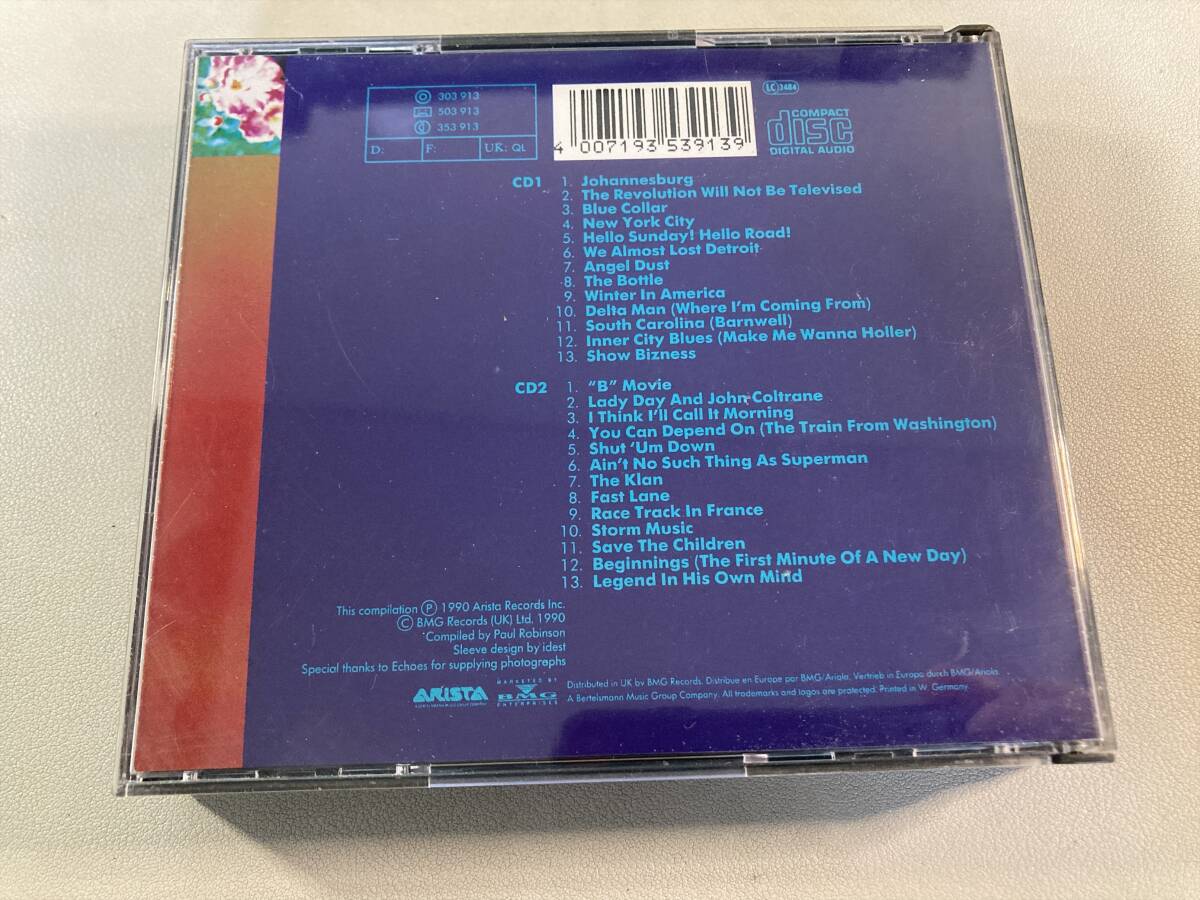 303 913
503 913
353 913
D: F: UK: QL
4 007193 539139
LC 3484
COMPACT
disc
DIGITAL AUDIO
CD1 1. Johannesburg
2. The Revolution Will Not Be Televised
3. Blue Collar
4. New York City
5. Hello Sunday! Hello Road!
6. We Almost Lost Detroit
7. Angel Dust
8. The Bottle
9. Winter In America
10. Delta Man (Where I'm Coming From)
11. South Carolina (Barnwell)
12. Inner City Blues (Make Me Wanna Holler)
13. Show Bizness
CD2 1. "B" Movie
2. Lady Day And John Coltrane
3. I Think I'll Call It Morning
4. You Can Depend On (The Train From Washington)
5. Shut 'Um Down
6. Ain't No Such Thing As Superman
7. The Klan
8. Fast Lane
9. Race Track In France
10. Storm Music
11. Save The Children
12. Beginnings (The First Minute Of A New Day)
13. Legend In His Own Mind
This compilation Ⓟ 1990 Arista Records Inc.
© BMG Records (UK) Ltd. 1990
Compiled by Paul Robinson
Sleeve design by idest
Special thanks to Echoes for supplying photographs
ARISTA
MARKETED BY
BMG
ENTERPRISES
Distributed in UK by BMG Records. Distribue en Europe par BMG/Ariola. Vertrieb in Europa durch BMG/Ariola.
A Bertelsmann Music Group Company. All trademarks and logos are protected. Printed in W. Germany.